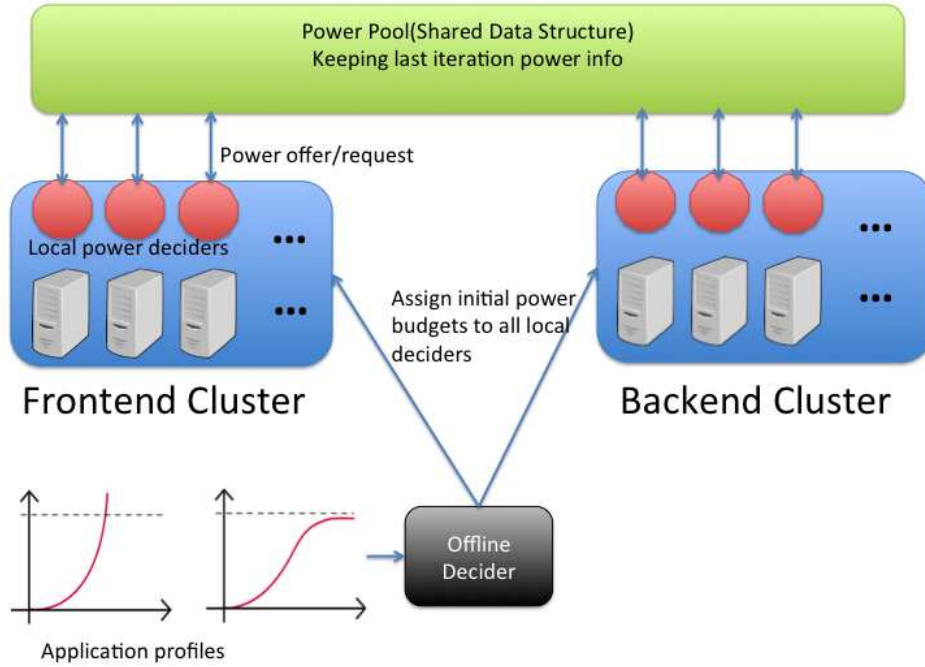 Power Pool(Shared Data Structure)
Keeping last iteration power info
Power offer/request
Local power deciders
...
...
...
...
Assign initial power
budgets to all local
deciders
Frontend Cluster
Backend Cluster
Offline
Decider
Application profiles